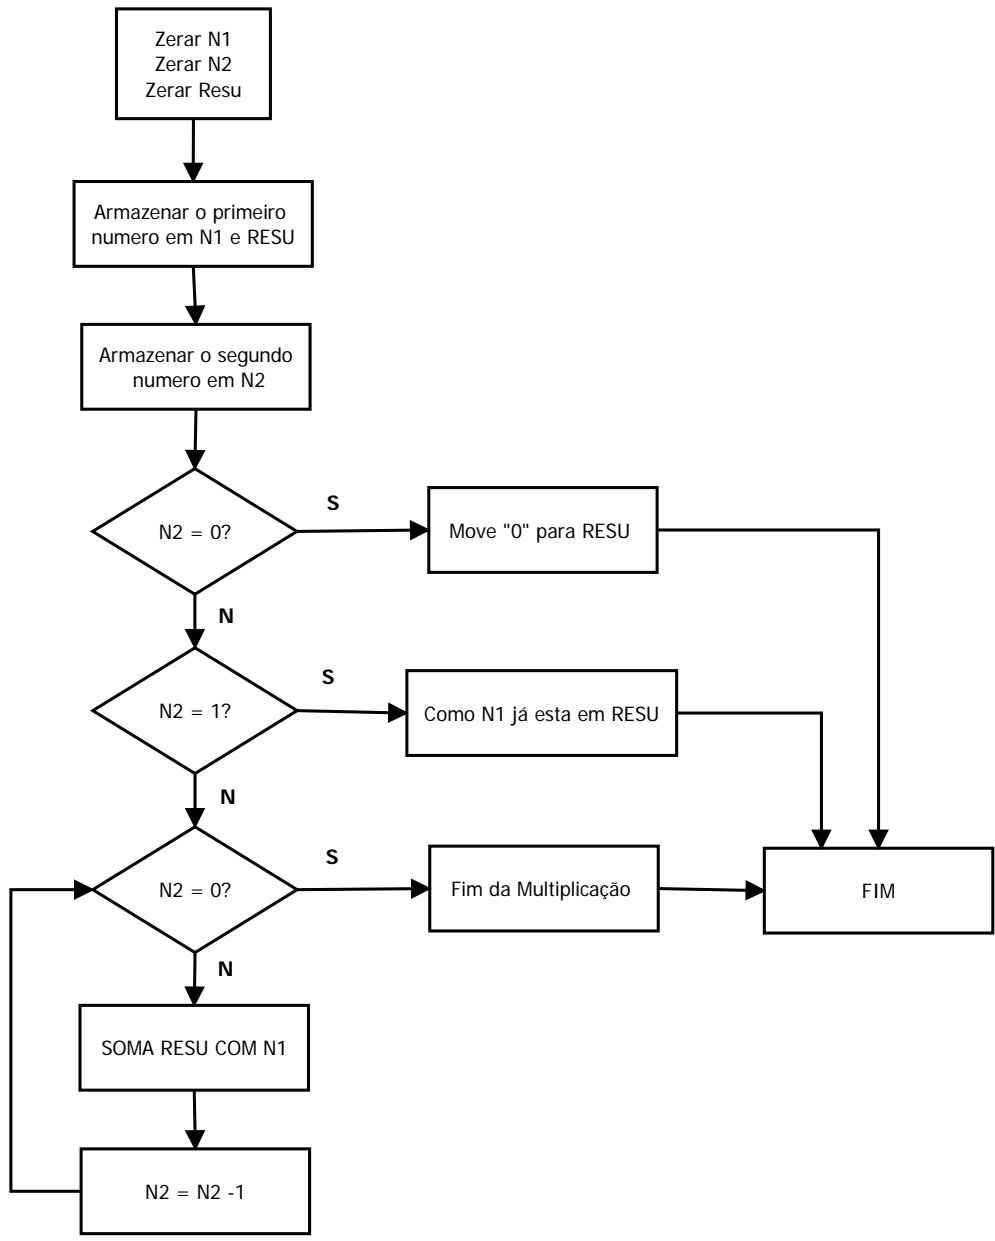 Zerar N1
Zerar N2
Zerar Resu
Armazenar o primeiro
numero em N1 e RESU
Armazenar o segundo
numero em N2
N2 = 0?
S
Move "0" para RESU
N
N2 = 1?
S
Como N1 já esta em RESU
N
N2 = 0?
S
Fim da Multiplicação
FIM
N
SOMA RESU COM N1
N2 = N2 -1